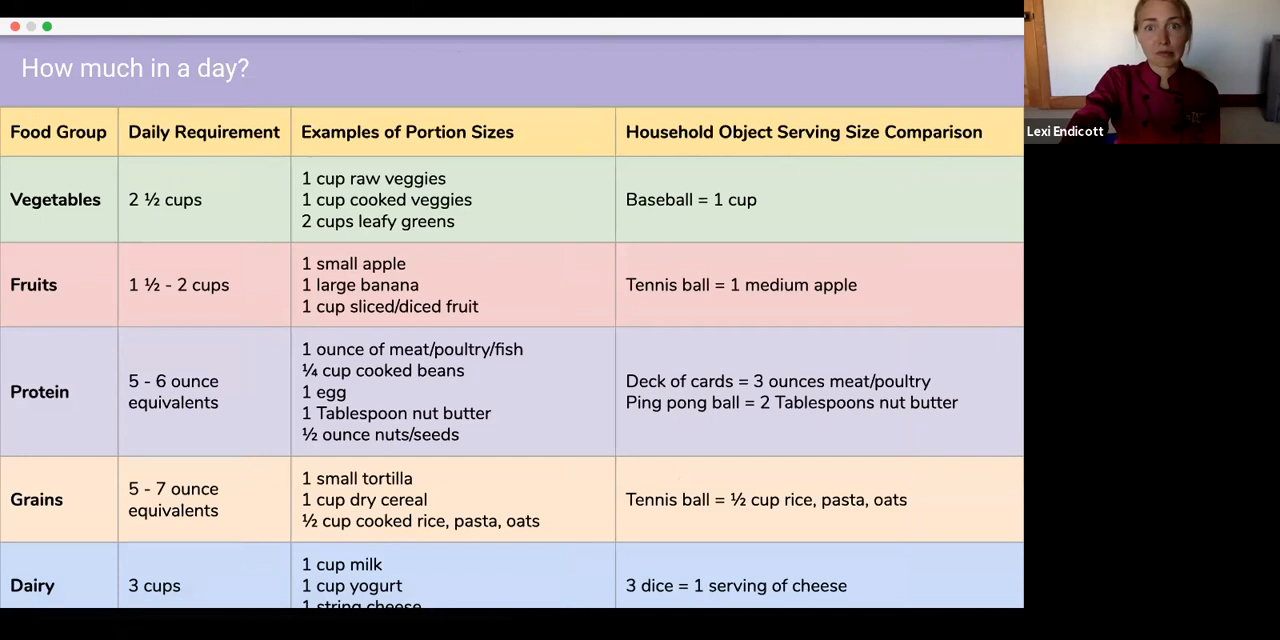 How much in a day?
Food Group
Daily Requirement
Examples of Portion Sizes
Household Object Serving Size Comparison
Vegetables
2 ½ cups
1 cup raw veggies
1 cup cooked veggies
2 cups leafy greens
Baseball = 1 cup
Fruits
1 ½ - 2 cups
1 small apple
1 large banana
1 cup sliced/diced fruit
Tennis ball = 1 medium apple
Protein
5 - 6 ounce
equivalents
1 ounce of meat/poultry/fish
¼ cup cooked beans
1 egg
1 Tablespoon nut butter
½ ounce nuts/seeds
Deck of cards = 3 ounces meat/poultry
Ping pong ball = 2 Tablespoons nut butter
Grains
5 - 7 ounce
equivalents
1 small tortilla
1 cup dry cereal
½ cup cooked rice, pasta, oats
Tennis ball = ½ cup rice, pasta, oats
Dairy
3 cups
1 cup milk
1 cup yogurt
1 string cheese
3 dice = 1 serving of cheese
Lexi Endicott